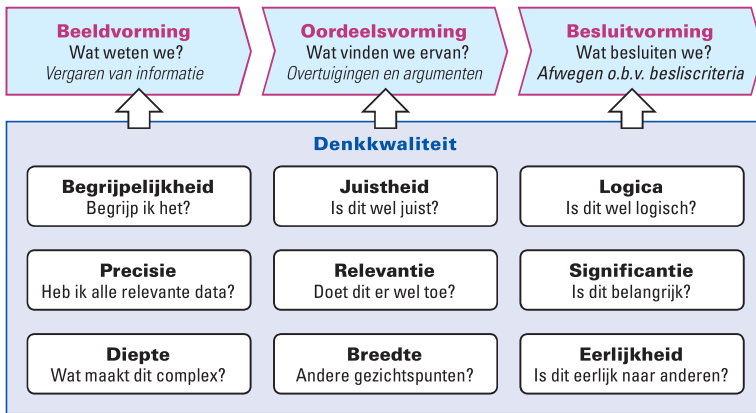 Beeldvorming
Wat weten we?
Vergaren van informatie
Oordeelsvorming
Wat vinden we ervan?
Overtuigingen en argumenten
Besluitvorming
Wat besluiten we?
Afwegen o.b.v. besliscriteria
Denkkwaliteit
Begrijpelijkheid
Begrijp ik het?
Juistheid
Is dit wel juist?
Logica
Is dit wel logisch?
Precisie
Heb ik alle relevante data?
Relevantie
Doet dit er wel toe?
Significantie
Is dit belangrijk?
Diepte
Wat maakt dit complex?
Breedte
Andere gezichtspunten?
Eerlijkheid
Is dit eerlijk naar anderen?